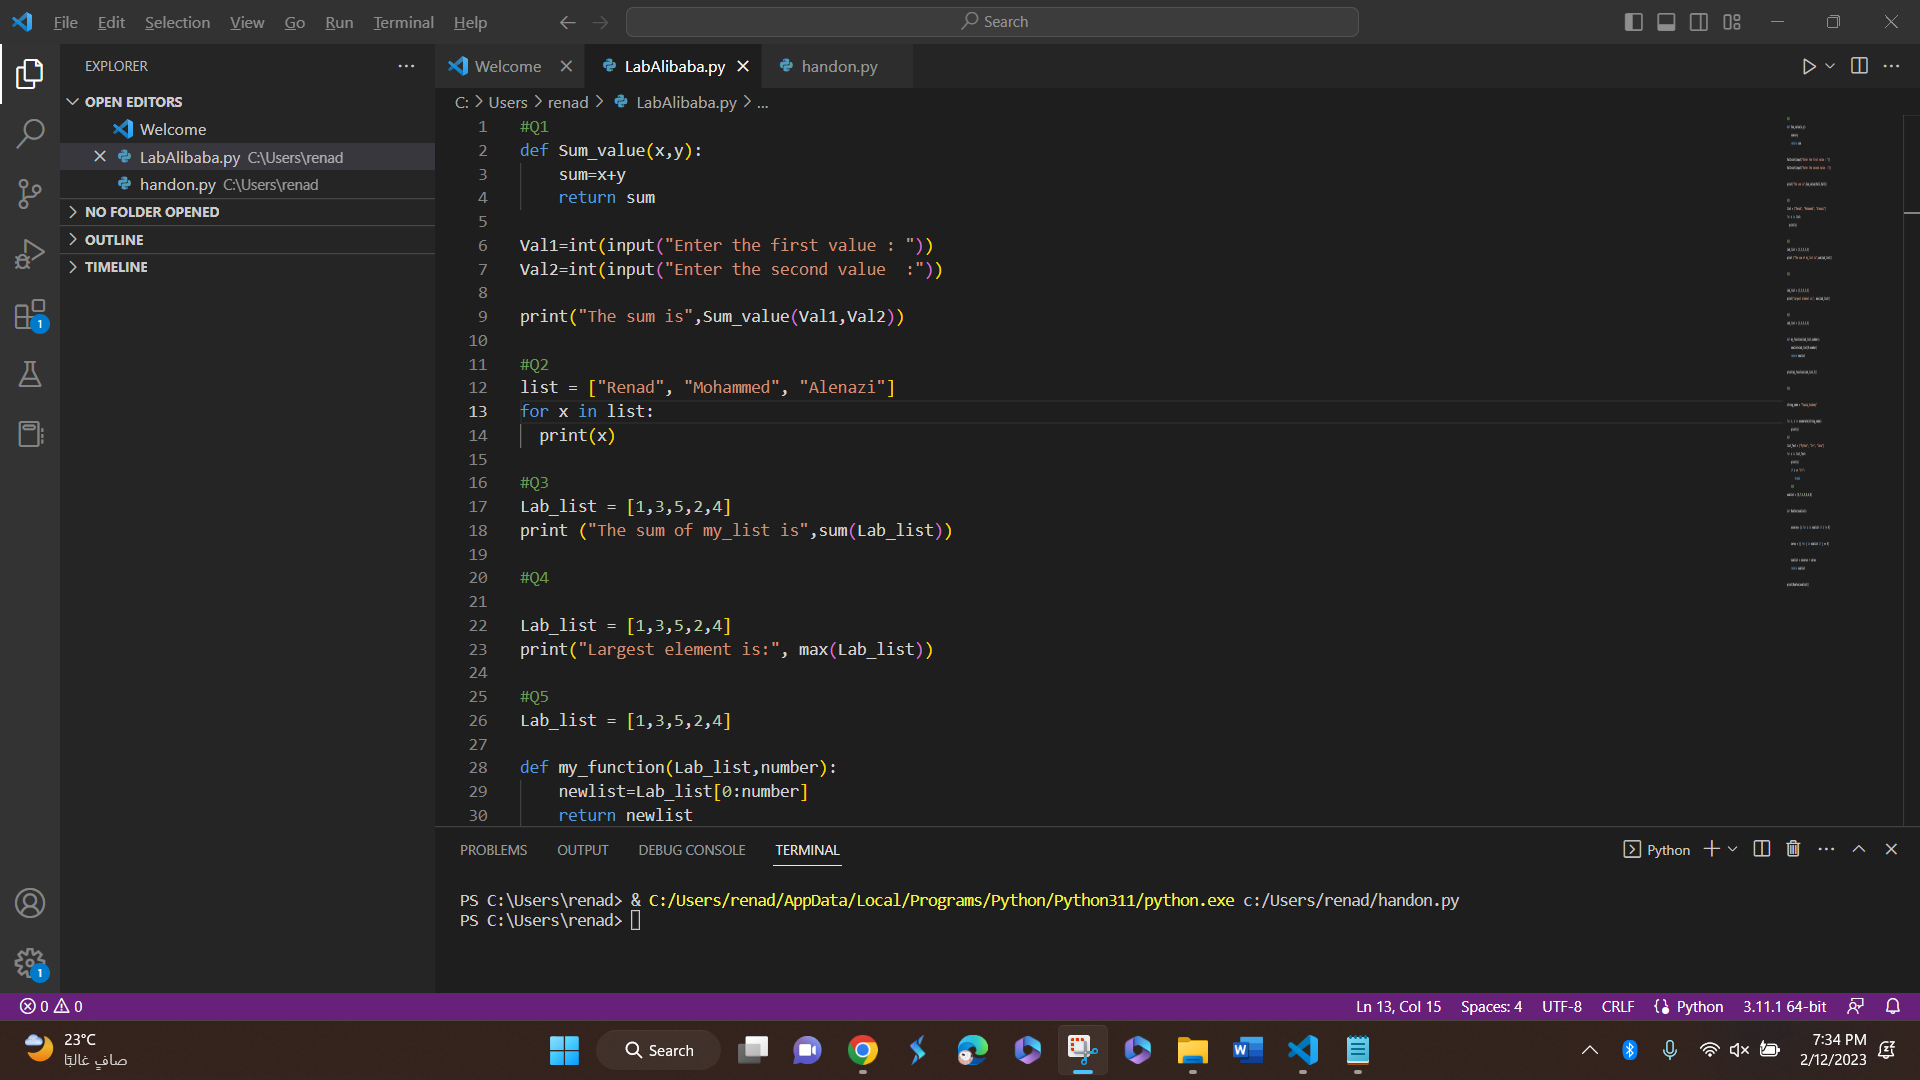 File Edit Selection View Go Run Terminal Help
Search
EXPLORER
OPEN EDITORS
Welcome
LabAlibaba.py C:\Users\renad
handon.py C:\Users\renad
NO FOLDER OPENED
OUTLINE
TIMELINE
1
1
Welcome
LabAlibaba.py
handon.py
C: > Users > renad > LabAlibaba.py > ...
1 #Q1
2 def Sum_value(x,y):
3     sum=x+y
4     return sum
5
6 Val1=int(input("Enter the first value : "))
7 Val2=int(input("Enter the second value  :"))
8
9 print("The sum is",Sum_value(Val1,Val2))
10
11 #Q2
12 list = ["Renad", "Mohammed", "Alenazi"]
13 for x in list:
14   print(x)
15
16 #Q3
17 Lab_list = [1,3,5,2,4]
18 print ("The sum of my_list is",sum(Lab_list))
19
20 #Q4
21
22 Lab_list = [1,3,5,2,4]
23 print("Largest element is:", max(Lab_list))
24
25 #Q5
26 Lab_list = [1,3,5,2,4]
27
28 def my_function(Lab_list,number):
29     newlist=Lab_list[0:number]
30     return newlist
PROBLEMS OUTPUT DEBUG CONSOLE TERMINAL
Python
PS C:\Users\renad> & C:/Users/renad/AppData/Local/Programs/Python/Python311/python.exe c:/Users/renad/handon.py
PS C:\Users\renad>
0 0
Ln 13, Col 15 Spaces: 4 UTF-8 CRLF Python 3.11.1 64-bit
23°C
صافٍ غالبًا
Search
7:34 PM
2/12/2023